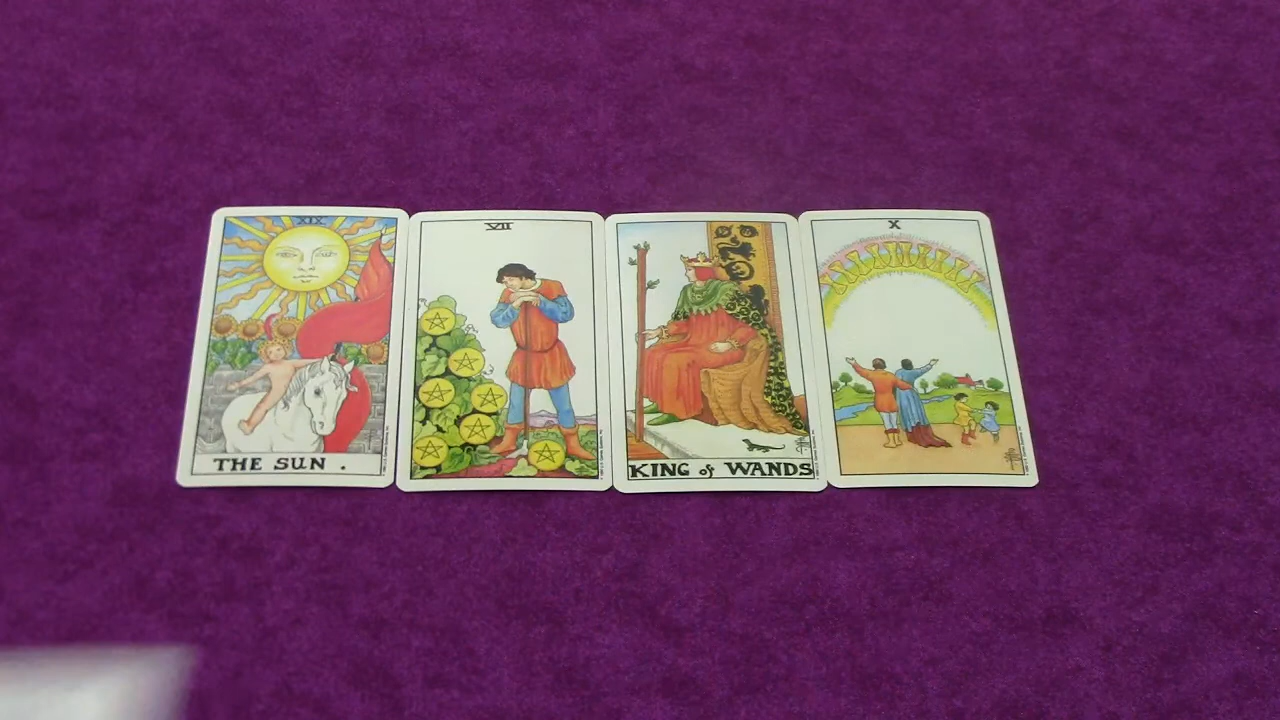 XIX
THE SUN .
VII
KING of WANDS
X